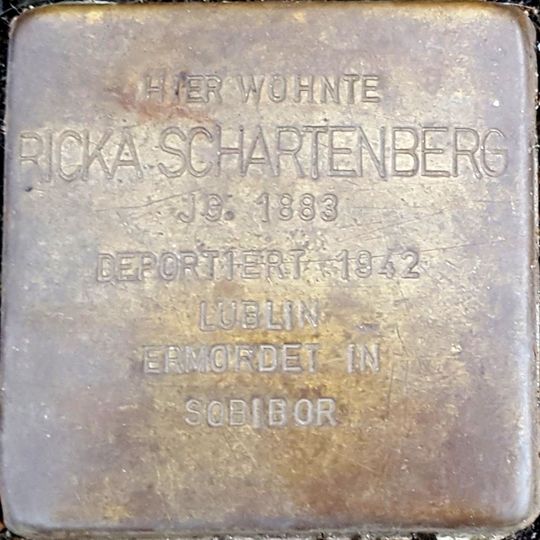 HIER WOHNTE
RICKA SCHARTENBERG
JG. 1883
DEPORTIERT 1942
LUBLIN
ERMORDET IN
SOBIBOR